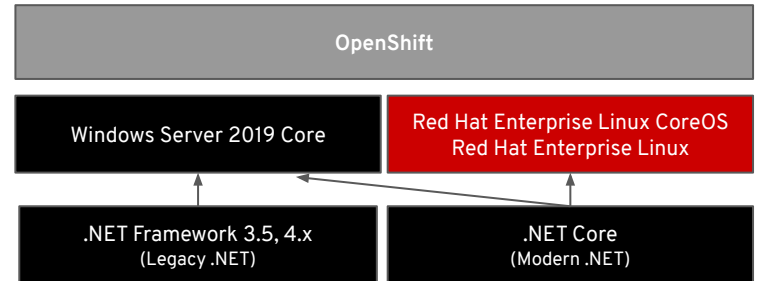 OpenShift
Windows Server 2019 Core
Red Hat Enterprise Linux CoreOS
Red Hat Enterprise Linux
.NET Framework 3.5, 4.x
(Legacy .NET)
.NET Core
(Modern .NET)